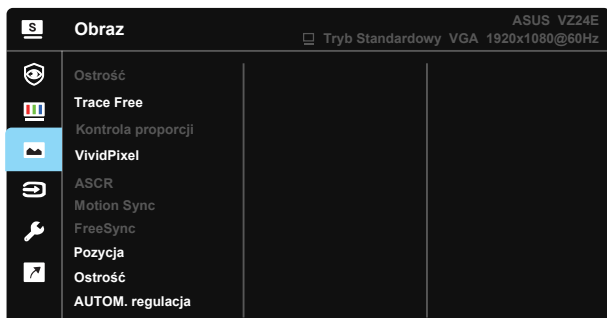 S
Obraz
ASUS VZ24E
Tryb Standardowy VGA 1920x1080@60Hz
Ostrość
Trace Free
Kontrola proporcji
VividPixel
ASCR
Motion Sync
FreeSync
Pozycja
Ostrość
AUTOM. regulacja